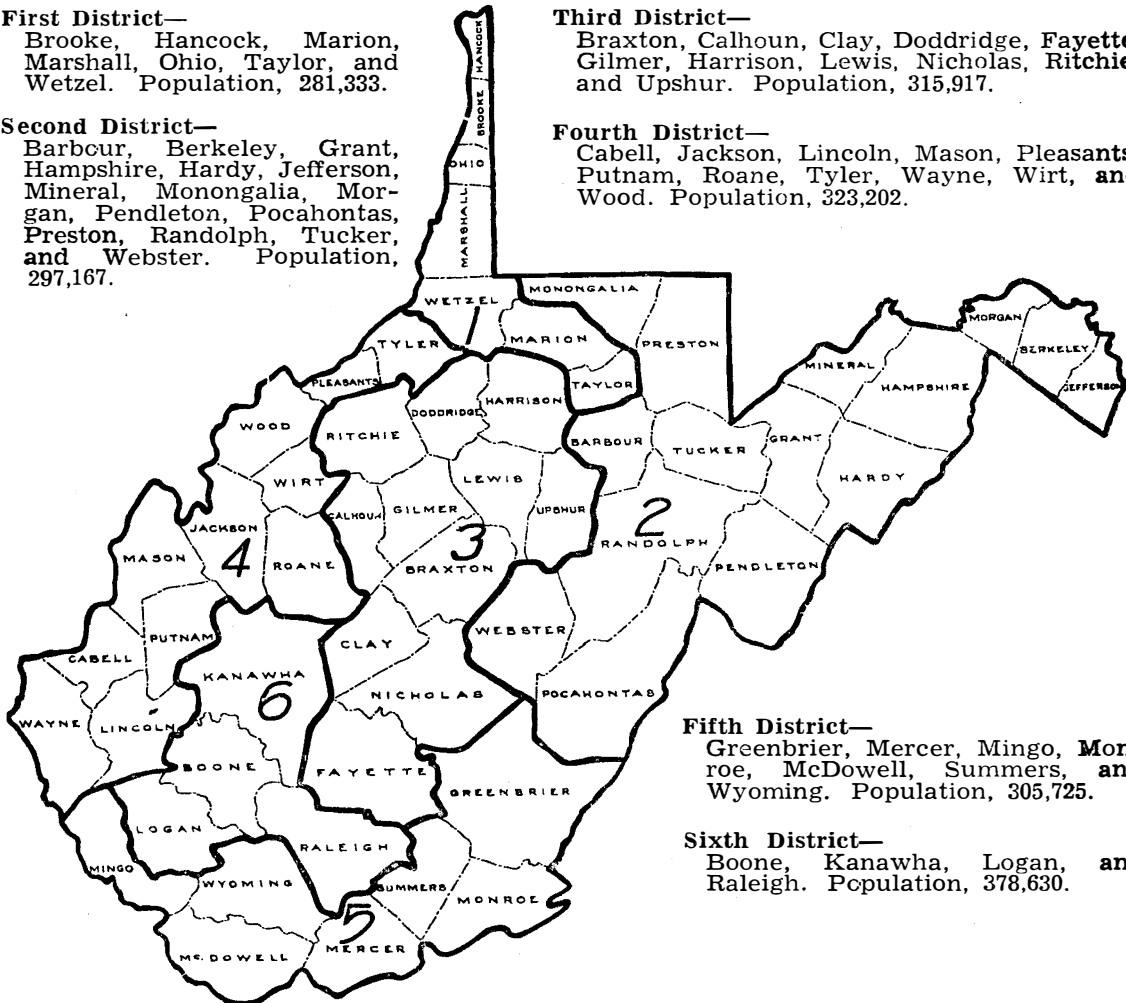 First District—
Brooke, Hancock, Marion,
Marshall, Ohio, Taylor, and
Wetzel. Population, 281,333.
Second District—
Barbour, Berkeley, Grant,
Hampshire, Hardy, Jefferson,
Mineral, Monongalia, Mor-
gan, Pendleton, Pocahontas,
Preston, Randolph, Tucker,
and Webster. Population,
297,167.
Third District—
Braxton, Calhoun, Clay, Doddridge, Fayette
Gilmer, Harrison, Lewis, Nicholas, Ritchie
and Upshur. Population, 315,917.
Fourth District—
Cabell, Jackson, Lincoln, Mason, Pleasants
Putnam, Roane, Tyler, Wayne, Wirt, and
Wood. Population, 323,202.
HANCOCK
BROOKE
OHIO
MARSHALL
WETZEL
1
MONONGALIA
MARION
PRESTON
TAYLOR
TYLER
PLEASANTS
MORGAN
BERKELEY
JEFFERSON
MINERAL
HAMPSHIRE
GRANT
HARDY
TUCKER
BARBOUR
HARRISON
DODDRIDGE
RITCHIE
WOOD
WIRT
LEWIS
UPSHUR
GILMER
CALHOUN
2
RANDOLPH
PENDLETON
3
BRAXTON
JACKSON
4
ROANE
MASON
PUTNAM
CABELL
WAYNE
LINCOLN
KANAWHA
6
CLAY
NICHOLAS
WEBSTER
POCAHONTAS
BOONE
FAYETTE
GREENBRIER
LOGAN
RALEIGH
MINGO
WYOMING
SUMMERS
MONROE
5
MERCER
Mc. DOWELL
Fifth District—
Greenbrier, Mercer, Mingo, Mon
roe, McDowell, Summers, an
Wyoming. Population, 305,725.
Sixth District—
Boone, Kanawha, Logan, an
Raleigh. Population, 378,630.